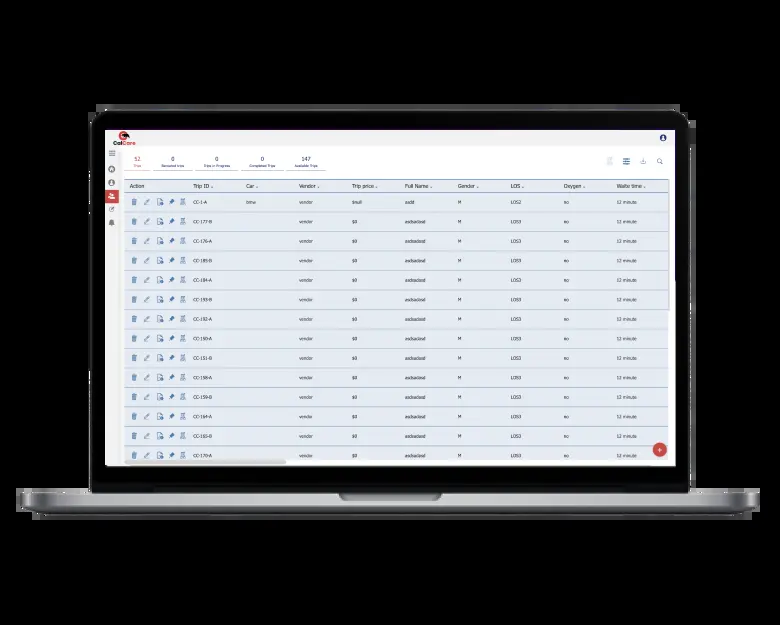 CalCare
52 0 0 0 147
Trips Reviewed trips Trips in Progress Completed Trips Available Trips
Action Trip ID Car Vendor Trip price Full Name Gender LOS Oxygen Waite time
CC-1-A bmw vendor $null asdd M LOS2 no 12 minute
CC-177-B vendor $0 asdsadasd M LOS3 no 12 minute
CC-176-A vendor $0 asdsadasd M LOS3 no 12 minute
CC-185-B vendor $0 asdsadasd M LOS3 no 12 minute
CC-184-A vendor $0 asdsadasd M LOS3 no 12 minute
CC-193-B vendor $0 asdsadasd M LOS3 no 12 minute
CC-192-A vendor $0 asdsadasd M LOS3 no 12 minute
CC-150-A vendor $0 asdsadasd M LOS3 no 12 minute
CC-151-B vendor $0 asdsadasd M LOS3 no 12 minute
CC-158-A vendor $0 asdsadasd M LOS3 no 12 minute
CC-159-B vendor $0 asdsadasd M LOS3 no 12 minute
CC-164-A vendor $0 asdsadasd M LOS3 no 12 minute
CC-165-B vendor $0 asdsadasd M LOS3 no 12 minute
CC-170-A vendor $0 asdsadasd M LOS3 no 12 minute